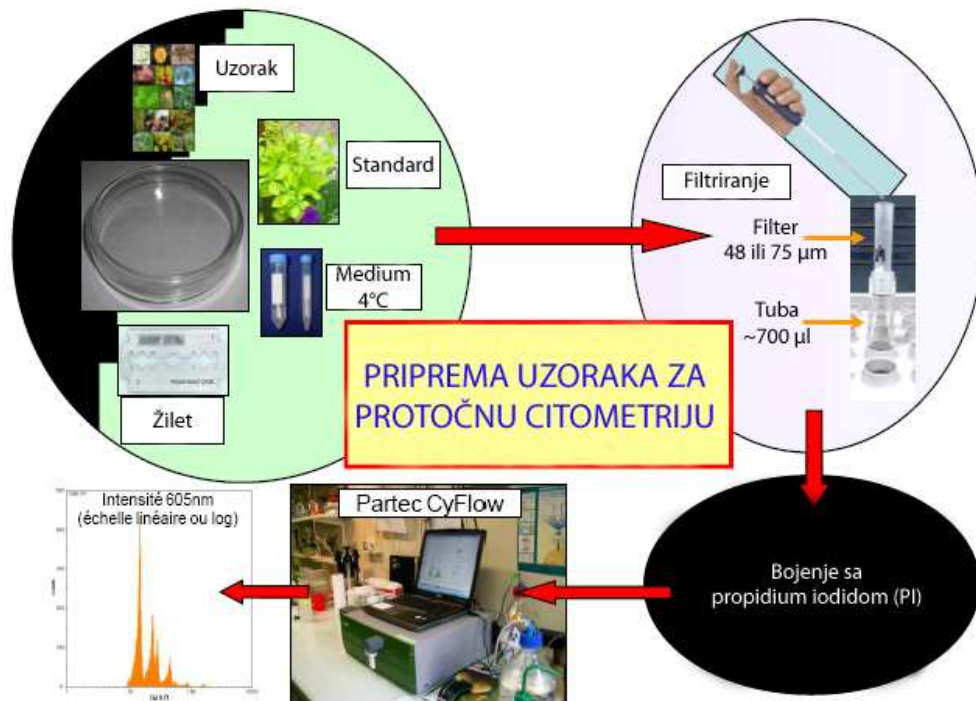 Uzorak
Standard
Medium
4°C
Žilet
Filtriranje
Filter
48 ili 75 µm
Tuba
~700 µl
PRIPREMA UZORAKA ZA
PROTOČNU CITOMETRIJU
Bojenje sa
propidium iodidom (PI)
Partec CyFlow
Intensité 605nm
(échelle linéaire ou log)